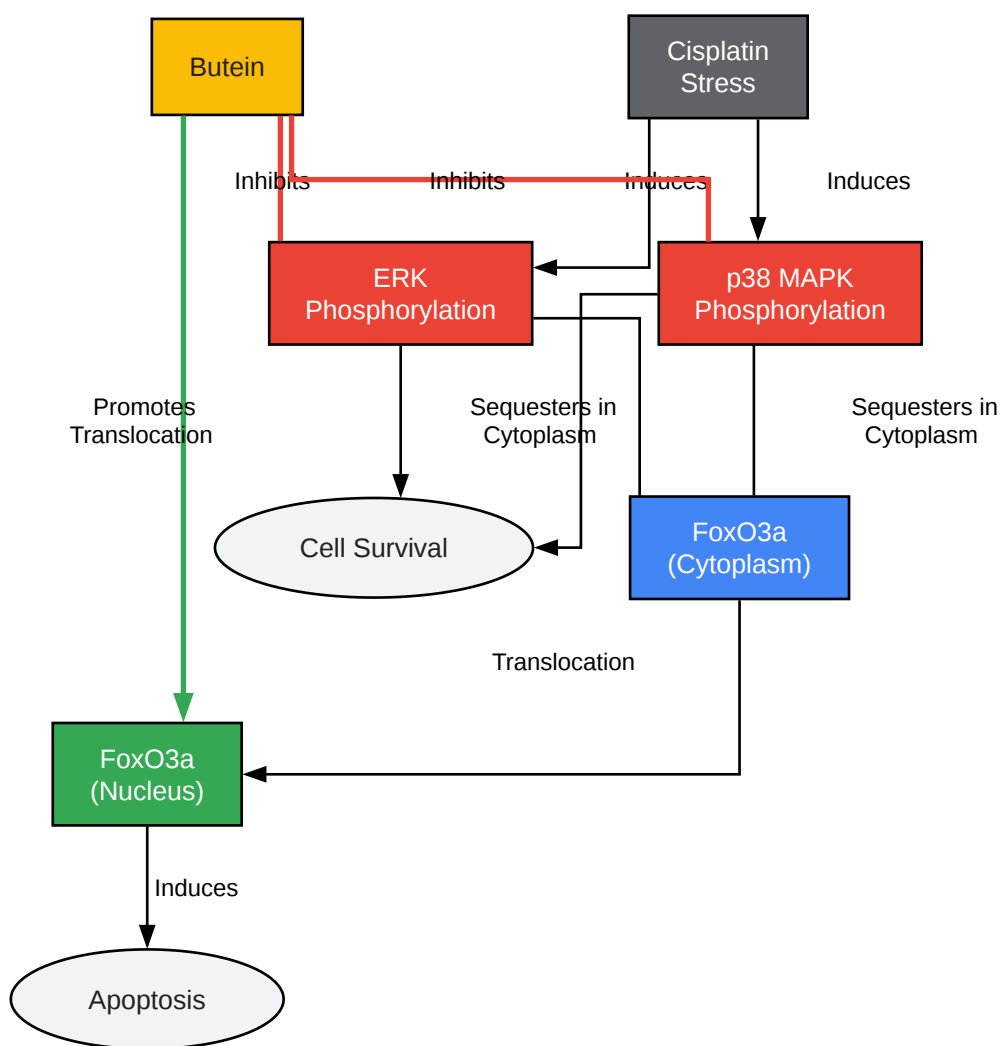 Butein
Cisplatin
Stress
Inhibits
Inhibits
Induces
Induces
ERK
Phosphorylation
p38 MAPK
Phosphorylation
Promotes
Translocation
Sequesters in
Cytoplasm
Sequesters in
Cytoplasm
Cell Survival
FoxO3a
(Cytoplasm)
Translocation
FoxO3a
(Nucleus)
Induces
Apoptosis